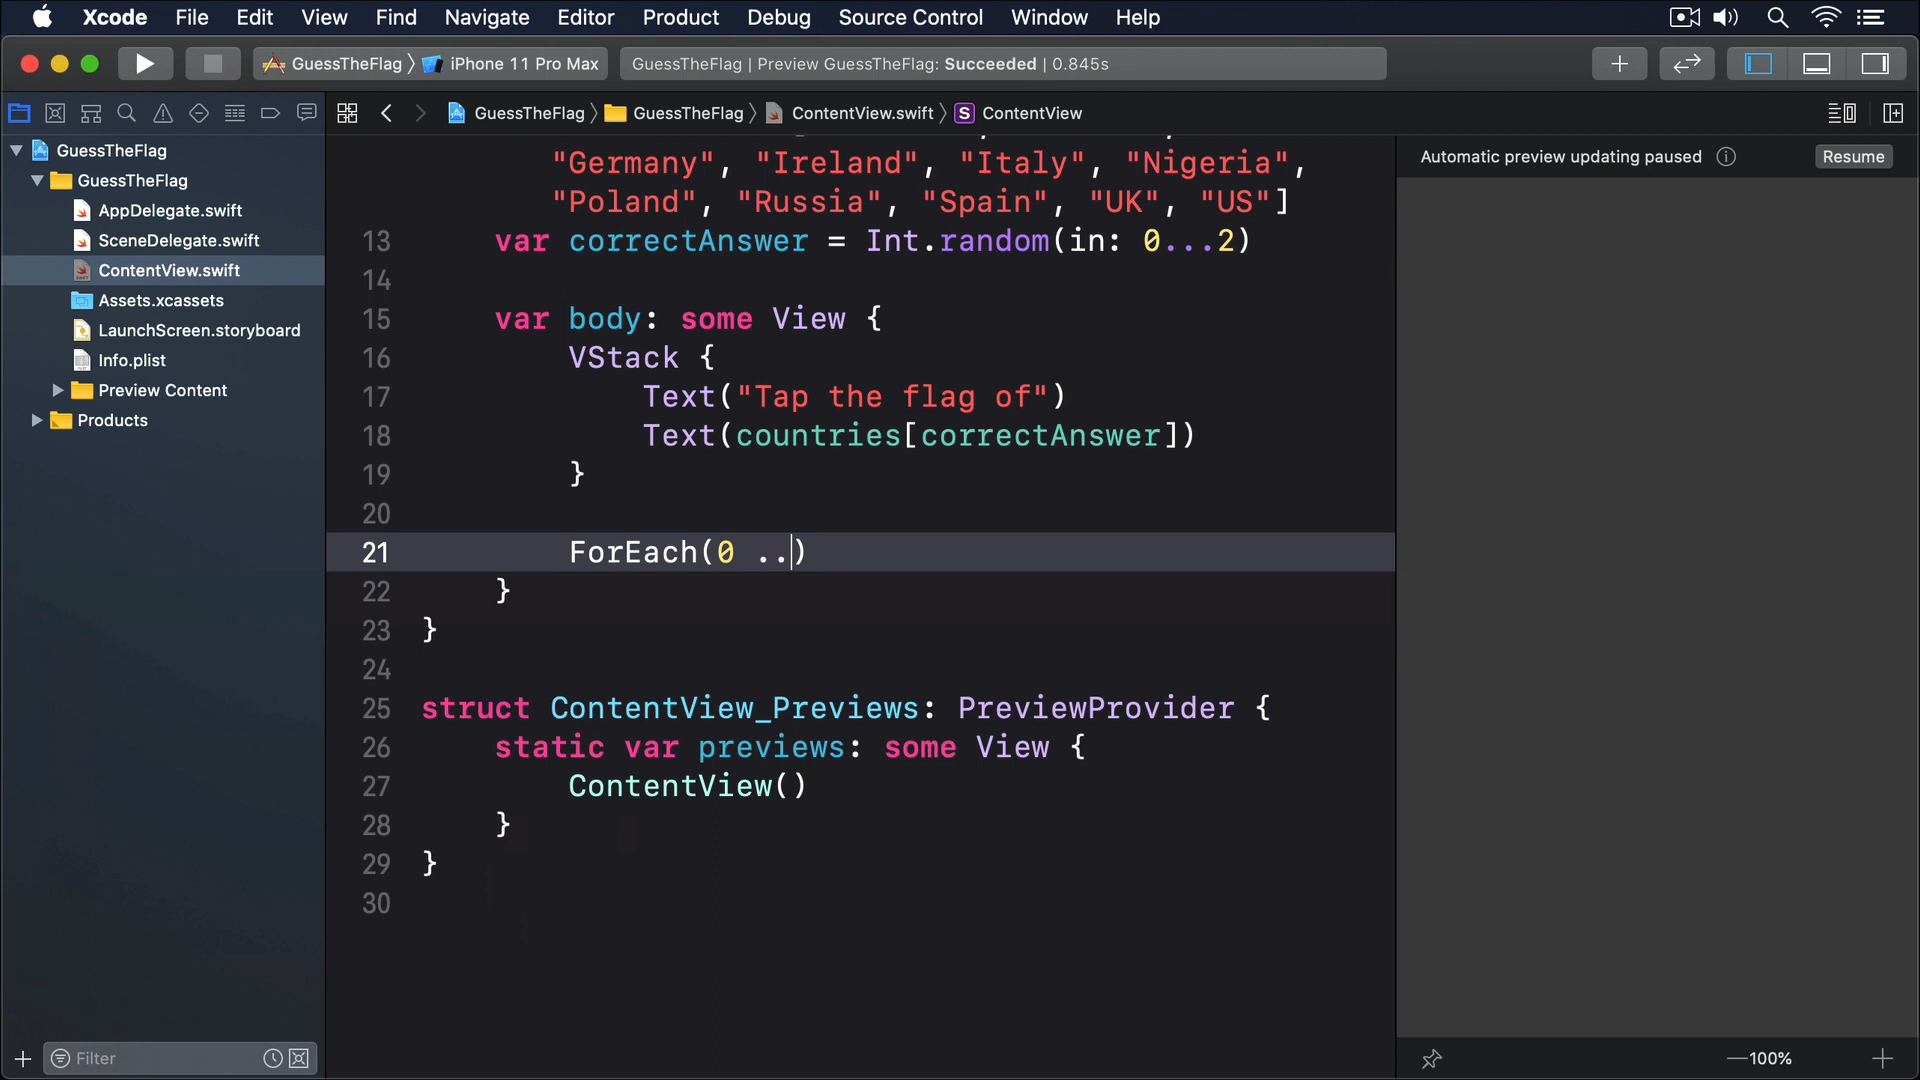 Xcode File Edit View Find Navigate Editor Product Debug Source Control Window Help
GuessTheFlag iPhone 11 Pro Max GuessTheFlag | Preview GuessTheFlag: Succeeded | 0.845s
GuessTheFlag GuessTheFlag ContentView.swift S ContentView
GuessTheFlag
GuessTheFlag
AppDelegate.swift
SceneDelegate.swift
ContentView.swift
Assets.xcassets
LaunchScreen.storyboard
Info.plist
Preview Content
Products
Filter
"Germany", "Ireland", "Italy", "Nigeria",
"Poland", "Russia", "Spain", "UK", "US"]
13 var correctAnswer = Int.random(in: 0...2)
14
15 var body: some View {
16 VStack {
17 Text("Tap the flag of")
18 Text(countries[correctAnswer])
19 }
20
21 ForEach(0 ..)
22 }
23 }
24
25 struct ContentView_Previews: PreviewProvider {
26 static var previews: some View {
27 ContentView()
28 }
29 }
30
Automatic preview updating paused Resume
100%